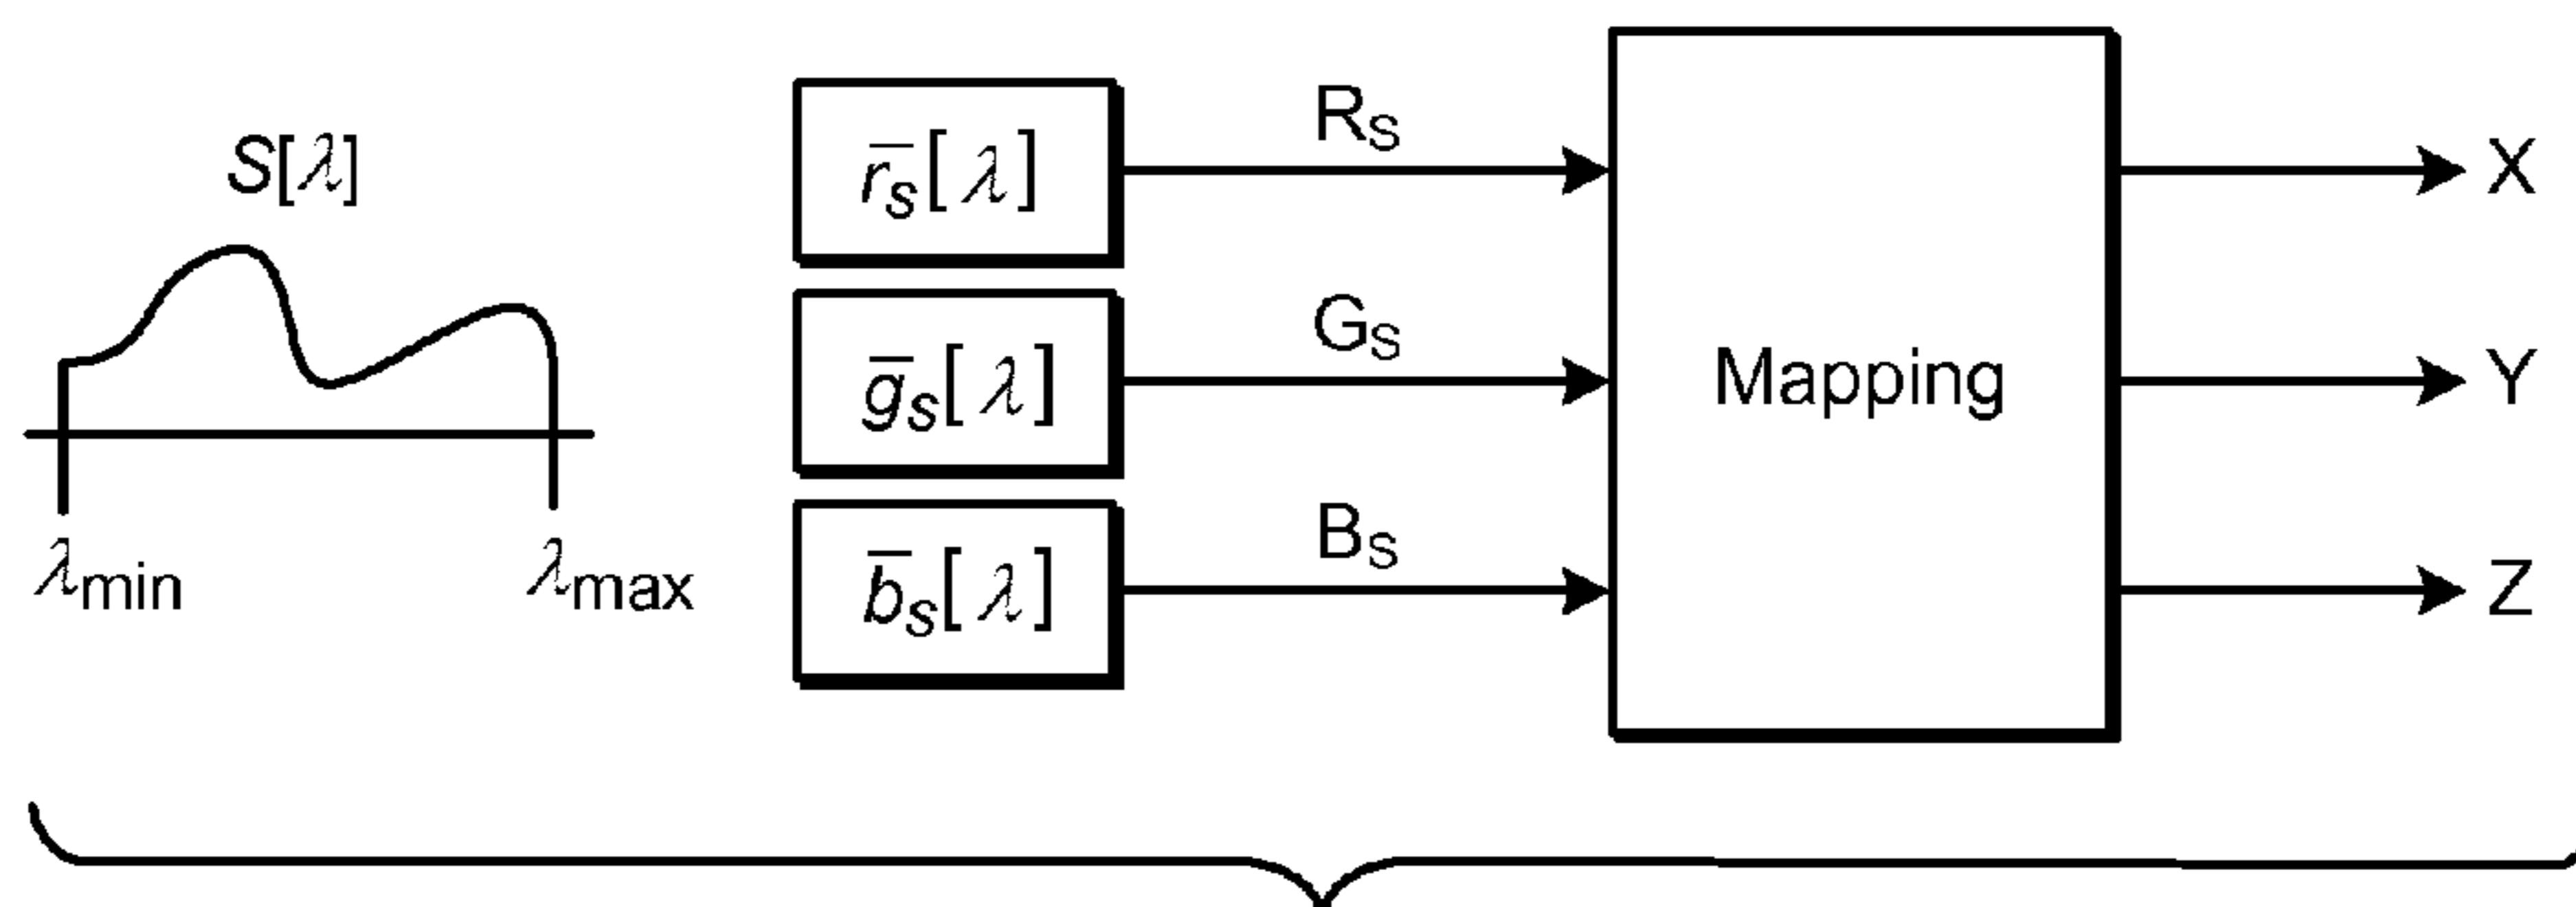 S[λ]
λmin
λmax
r̄s[λ]
ḡs[λ]
b̄s[λ]
RS
GS
BS
Mapping
X
Y
Z